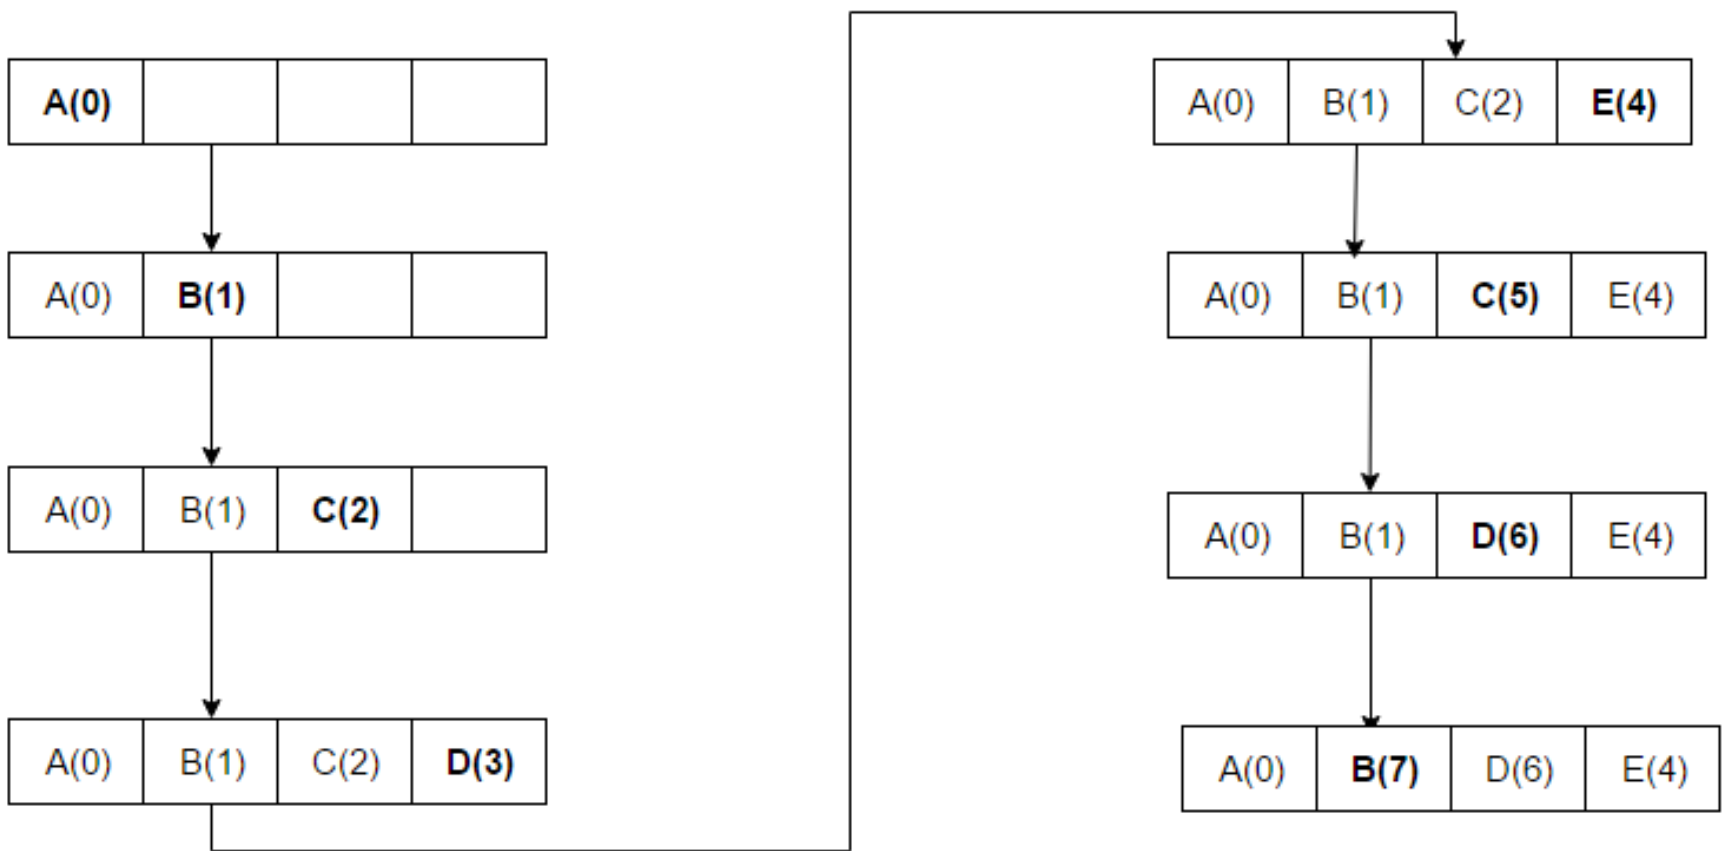 A(0)
A(0) B(1)
A(0) B(1) C(2)
A(0) B(1) C(2) D(3)
A(0) B(1) C(2) E(4)
A(0) B(1) C(5) E(4)
A(0) B(1) D(6) E(4)
A(0) B(7) D(6) E(4)